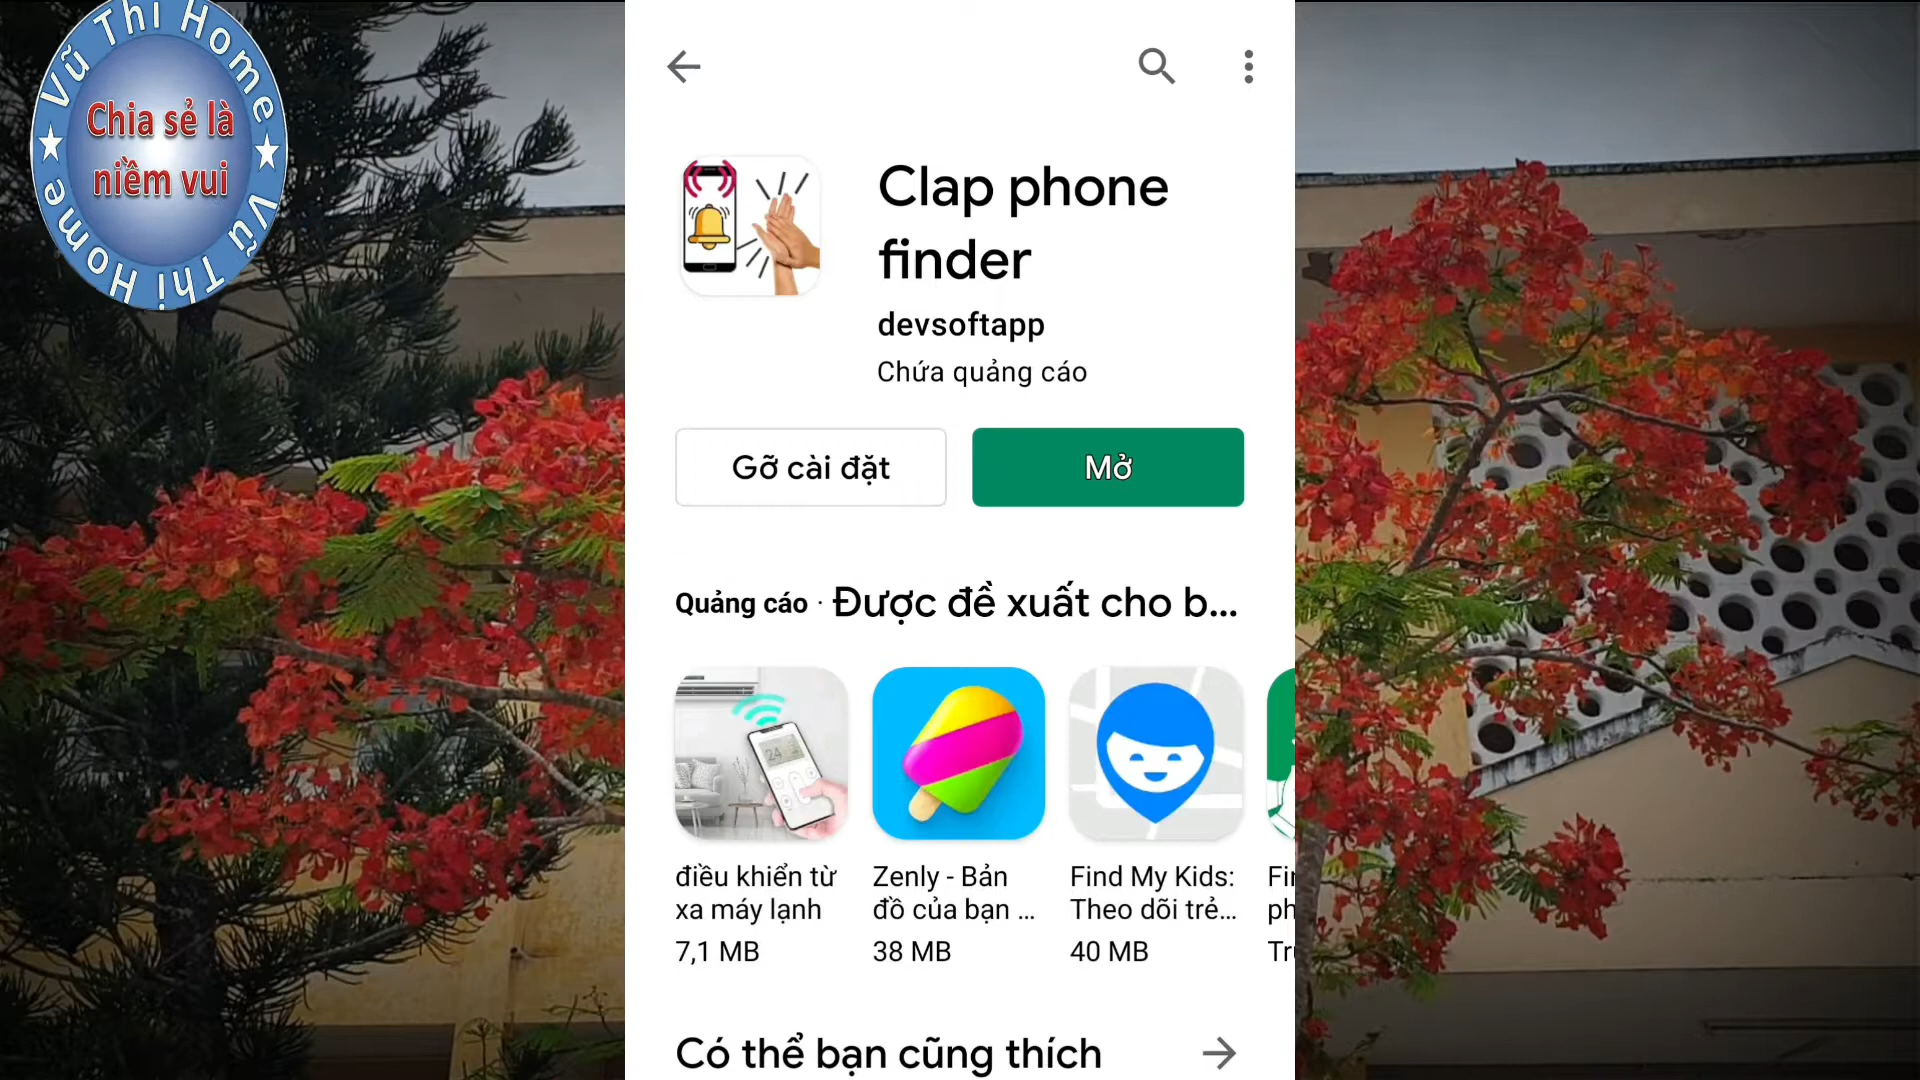 Vũ Thi Home
Vũ Thi Home
Chia sẻ là
niềm vui
Clap phone
finder
devsoftapp
Chứa quảng cáo
Gỡ cài đặt
Mở
Quảng cáo · Được đề xuất cho b...
điều khiển từ
xa máy lạnh
7,1 MB
Zenly - Bản
đồ của bạn ...
38 MB
Find My Kids:
Theo dõi trẻ...
40 MB
Có thể bạn cũng thích